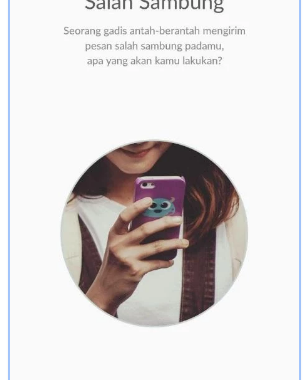 Salah Sambung
Seorang gadis antah-berantah mengirim
pesan salah sambung padamu,
apa yang akan kamu lakukan?